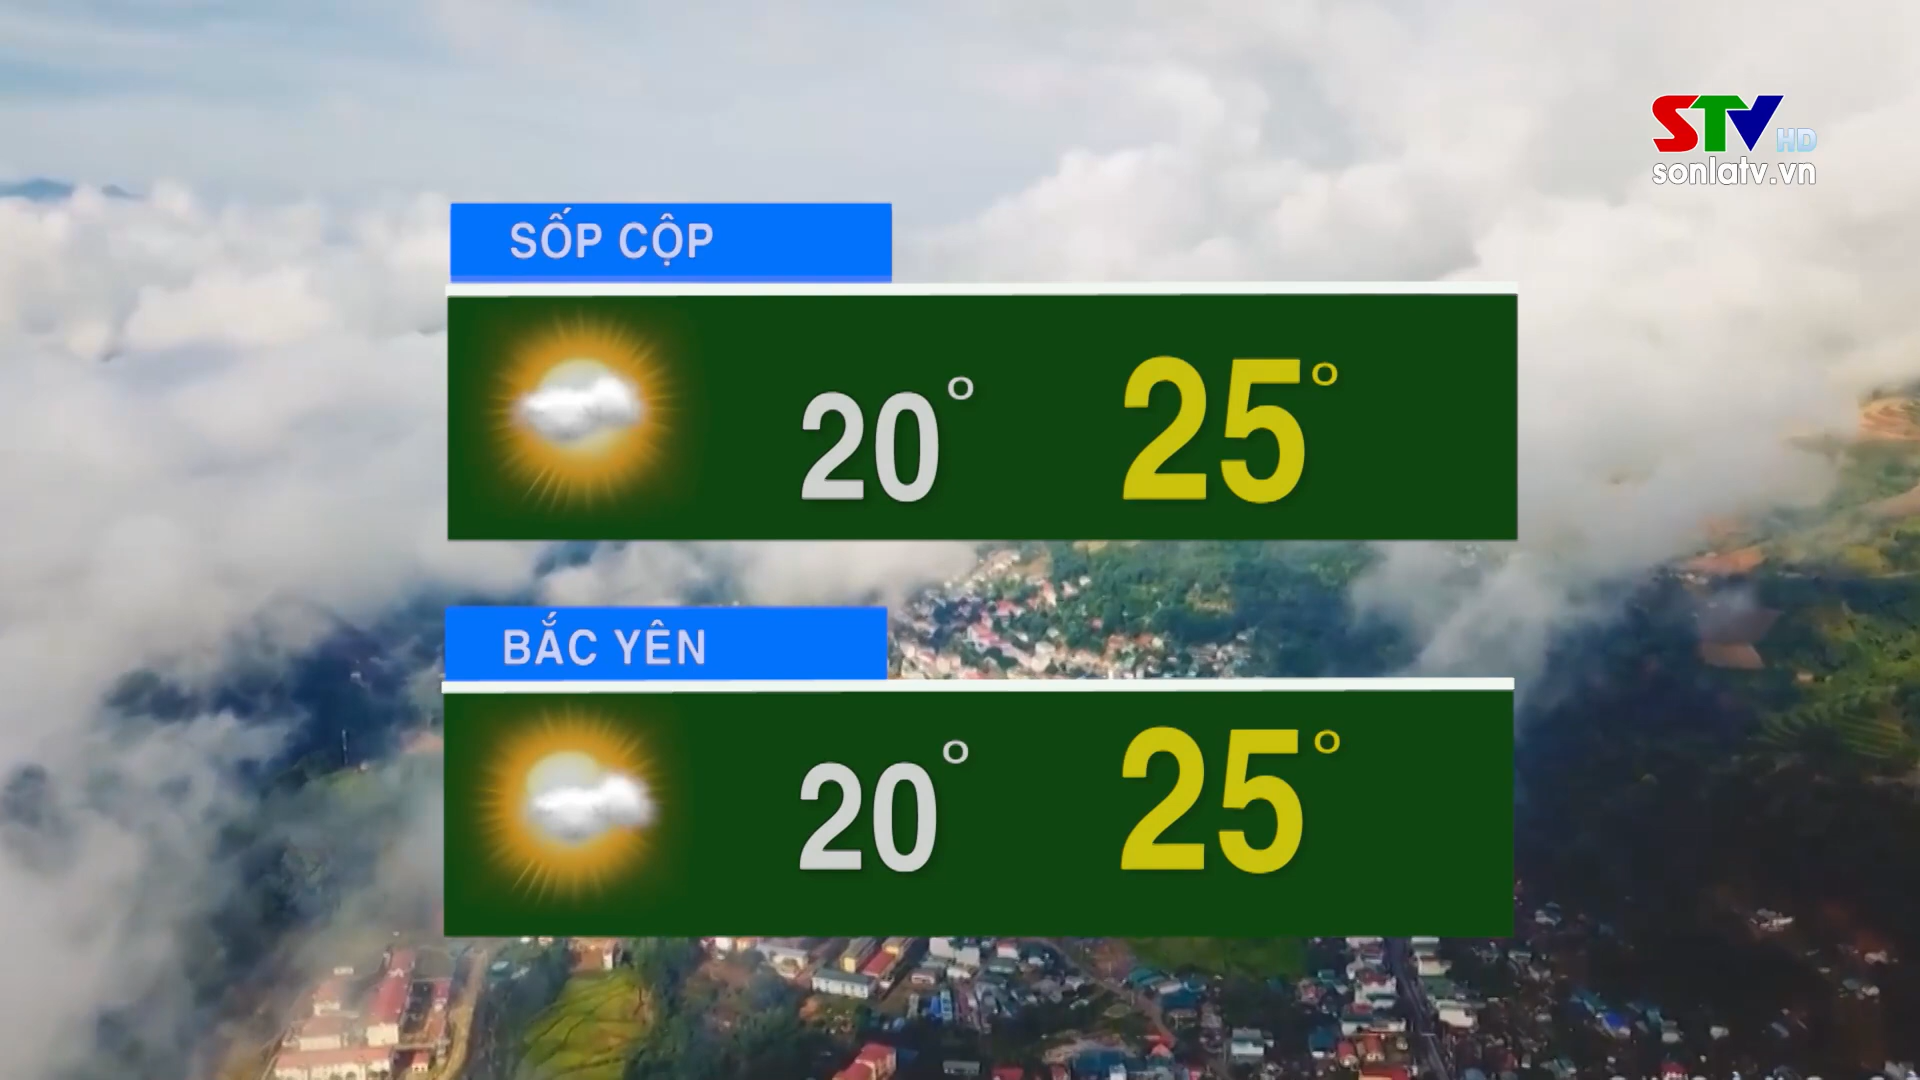 STV HD
sonlatv.vn
SỐP CỘP
20° 25°
BẮC YÊN
20° 25°